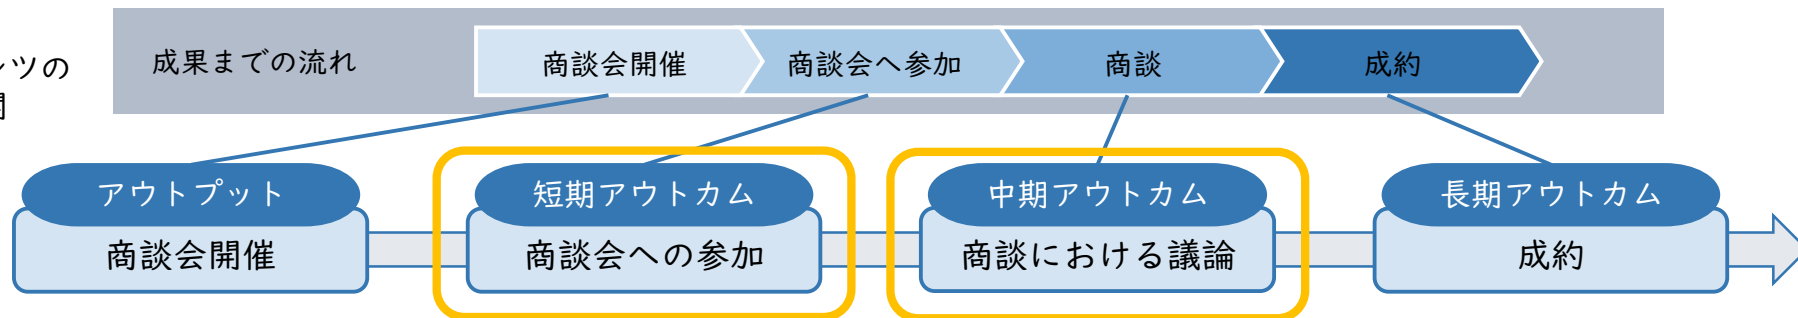 ツの
成果までの流れ
商談会開催
商談会へ参加
商談
成約
アウトプット
短期アウトカム
中期アウトカム
長期アウトカム
商談会開催
商談会への参加
商談における議論
成約